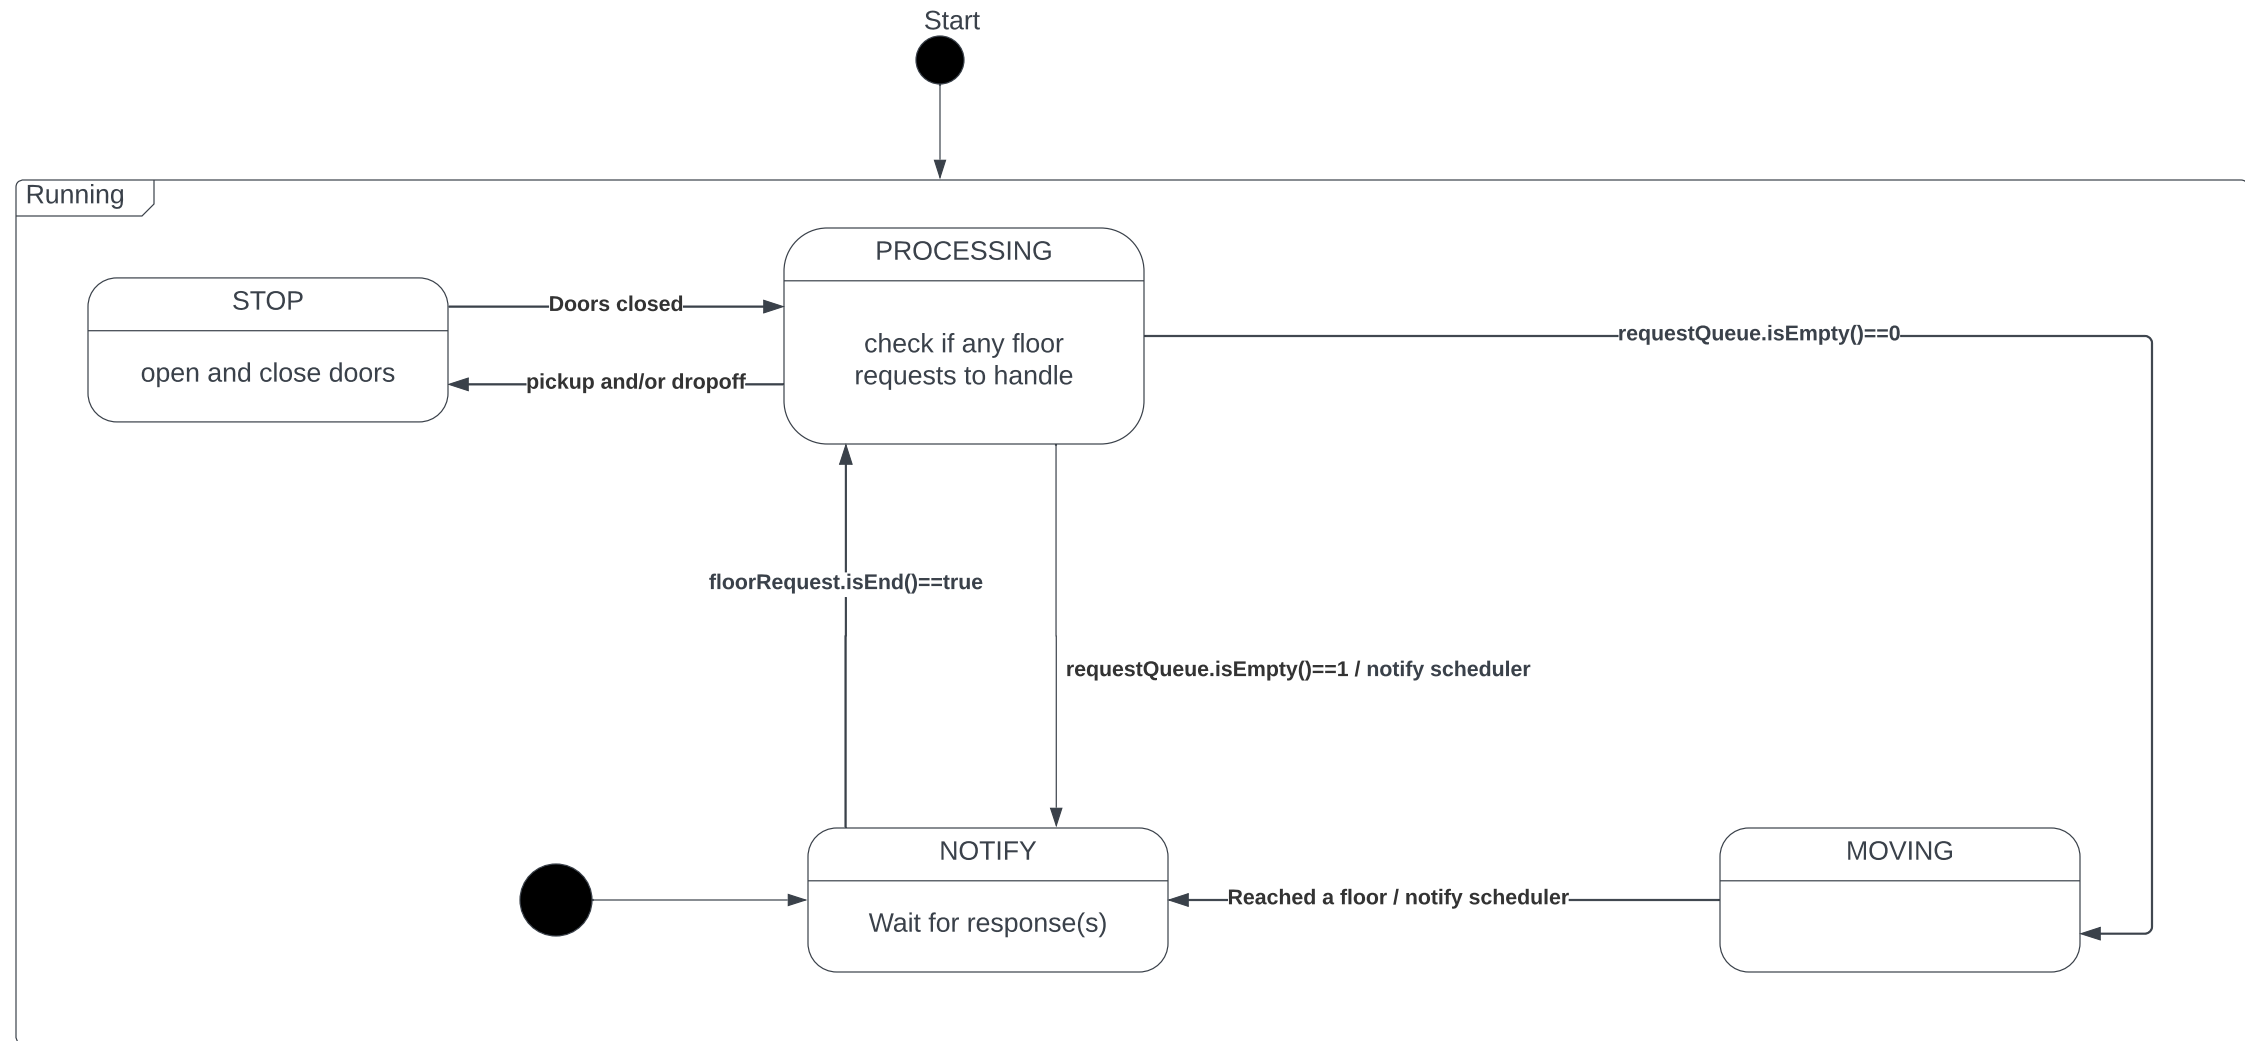 Start
Running
PROCESSING
STOP
Doors closed
requestQueue.isEmpty()==0
check if any floor
requests to handle
open and close doors
pickup and/or dropoff
floorRequest.isEnd()==true
requestQueue.isEmpty()==1 / notify scheduler
NOTIFY
MOVING
Reached a floor / notify scheduler
Wait for response(s)